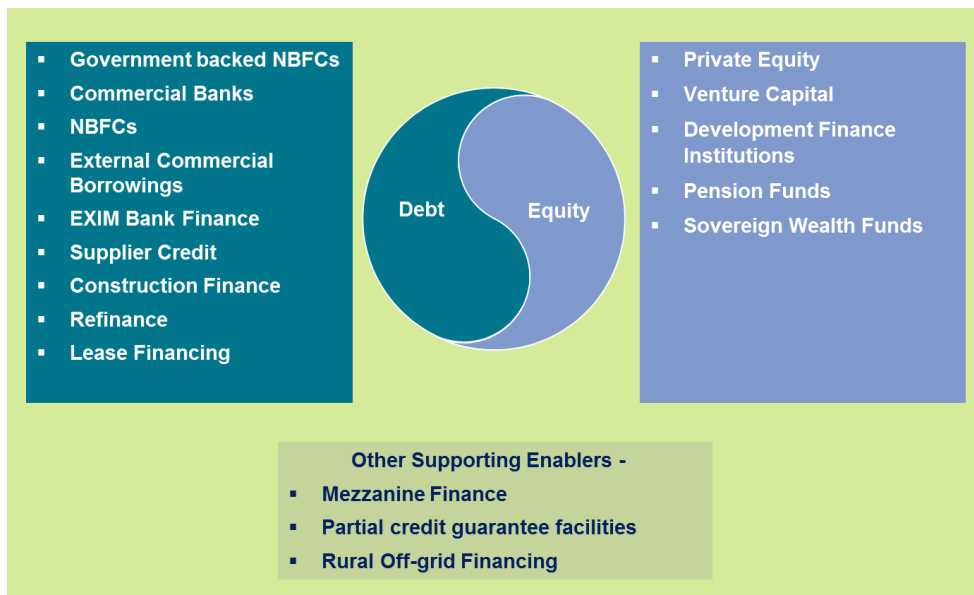 ▪ Government backed NBFCs
▪ Commercial Banks
▪ NBFCs
▪ External Commercial
Borrowings
▪ EXIM Bank Finance
▪ Supplier Credit
▪ Construction Finance
▪ Refinance
▪ Lease Financing
Debt
Equity
▪ Private Equity
▪ Venture Capital
▪ Development Finance
Institutions
▪ Pension Funds
▪ Sovereign Wealth Funds
Other Supporting Enablers -
▪ Mezzanine Finance
▪ Partial credit guarantee facilities
▪ Rural Off-grid Financing